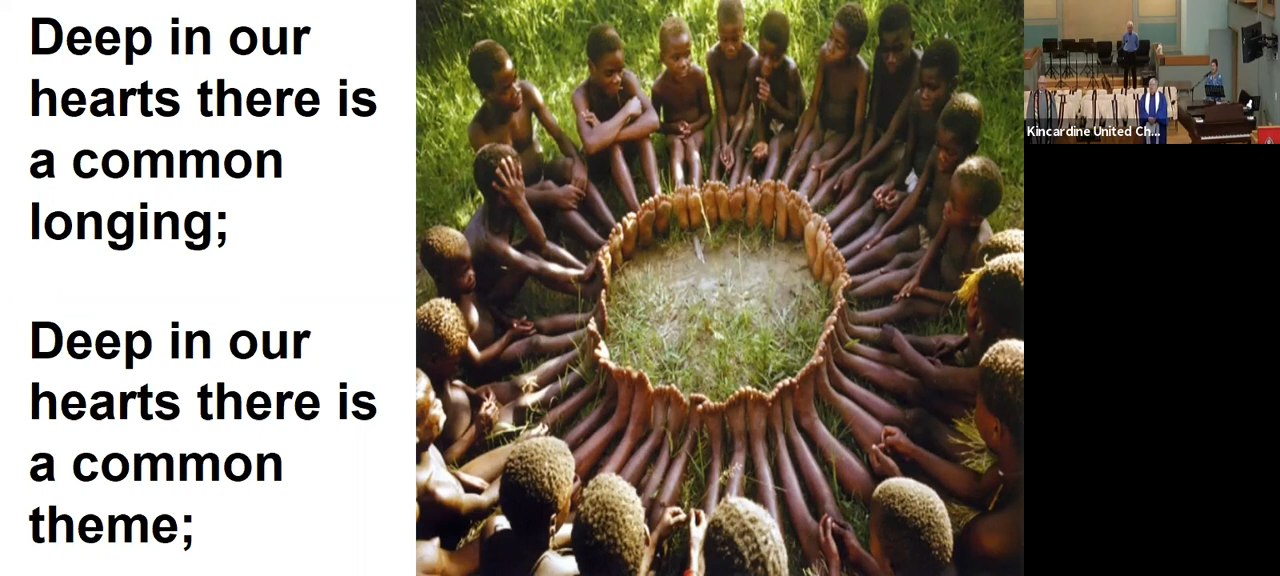 Deep in our
hearts there is
a common
longing;
Deep in our
hearts there is
a common
theme;
Kincardine United Ch...